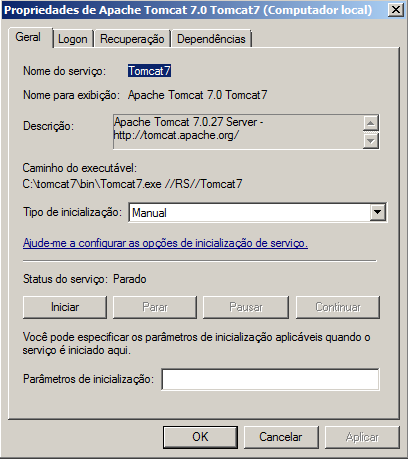 Propriedades de Apache Tomcat 7.0 Tomcat7 (Computador local)
Geral Logon Recuperação Dependências
Nome do serviço: Tomcat7
Nome para exibição: Apache Tomcat 7.0 Tomcat7
Descrição: Apache Tomcat 7.0.27 Server -
http://tomcat.apache.org/
Caminho do executável:
C:\tomcat7\bin\Tomcat7.exe //RS//Tomcat7
Tipo de inicialização: Manual
Ajude-me a configurar as opções de inicialização de serviço.
Status do serviço: Parado
Iniciar Parar Pausar Continuar
Você pode especificar os parâmetros de inicialização aplicáveis quando o
serviço é iniciado aqui.
Parâmetros de inicialização:
OK Cancelar Aplicar